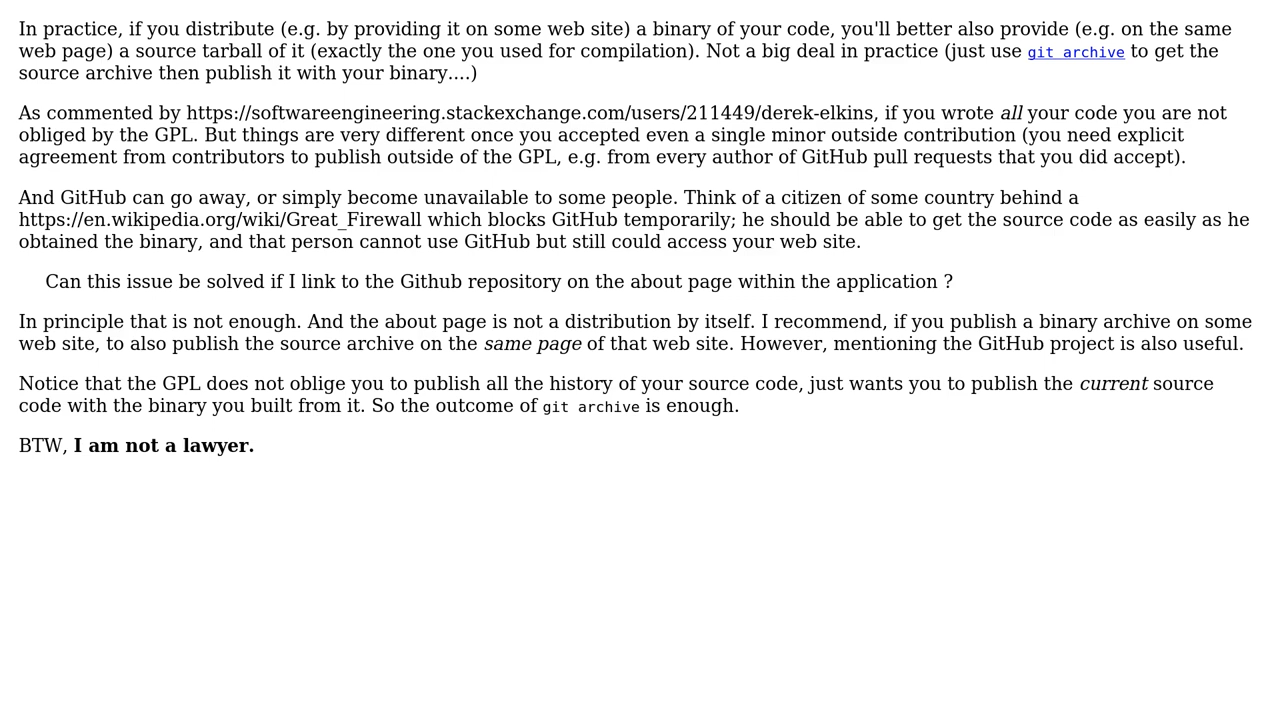 In practice, if you distribute (e.g. by providing it on some web site) a binary of your code, you'll better also provide (e.g. on the same
web page) a source tarball of it (exactly the one you used for compilation). Not a big deal in practice (just use git archive to get the
source archive then publish it with your binary....)
As commented by https://softwareengineering.stackexchange.com/users/211449/derek-elkins, if you wrote all your code you are not
obliged by the GPL. But things are very different once you accepted even a single minor outside contribution (you need explicit
agreement from contributors to publish outside of the GPL, e.g. from every author of GitHub pull requests that you did accept).
And GitHub can go away, or simply become unavailable to some people. Think of a citizen of some country behind a
https://en.wikipedia.org/wiki/Great_Firewall which blocks GitHub temporarily; he should be able to get the source code as easily as he
obtained the binary, and that person cannot use GitHub but still could access your web site.
Can this issue be solved if I link to the Github repository on the about page within the application ?
In principle that is not enough. And the about page is not a distribution by itself. I recommend, if you publish a binary archive on some
web site, to also publish the source archive on the same page of that web site. However, mentioning the GitHub project is also useful.
Notice that the GPL does not oblige you to publish all the history of your source code, just wants you to publish the current source
code with the binary you built from it. So the outcome of git archive is enough.
BTW, I am not a lawyer.